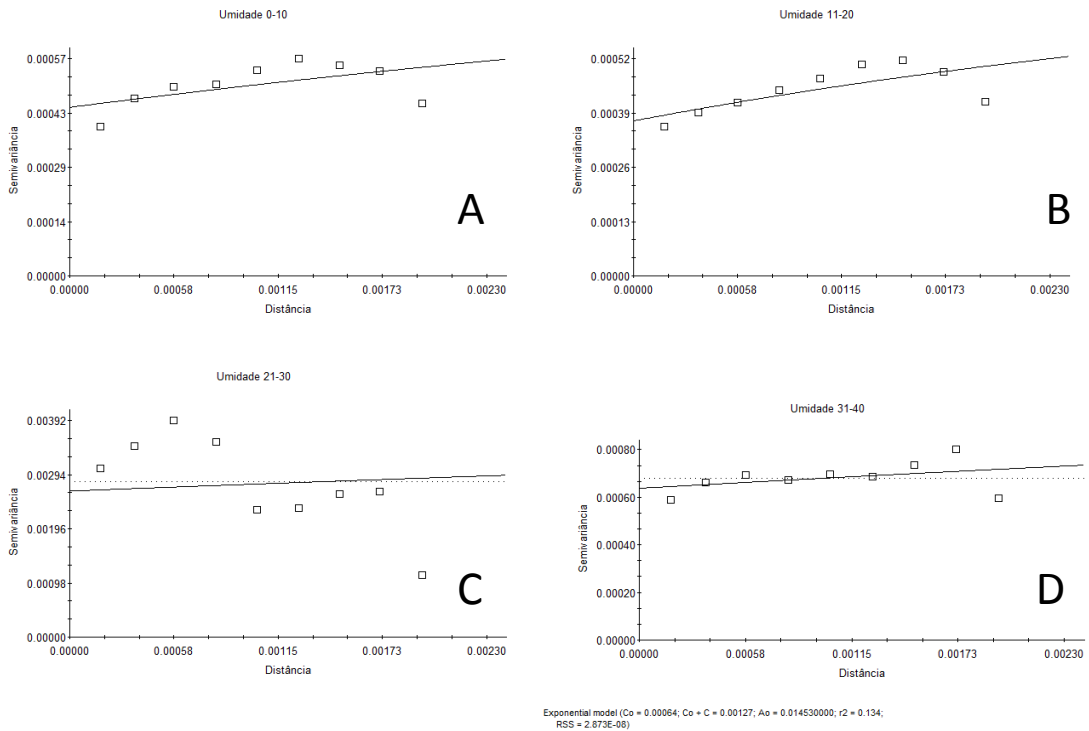 Umidade 0-10
0.00057
0.00043
0.00029
0.00014
0.00000
Semivariância
0.00000 0.00058 0.00115 0.00173 0.00230
Distância
A
Umidade 11-20
0.00052
0.00039
0.00026
0.00013
0.00000
Semivariância
0.00000 0.00058 0.00115 0.00173 0.00230
Distância
B
Umidade 21-30
0.00392
0.00294
0.00196
0.00098
0.00000
Semivariância
0.00000 0.00058 0.00115 0.00173 0.00230
Distância
C
Umidade 31-40
0.00080
0.00060
0.00040
0.00020
0.00000
Semivariância
0.00000 0.00058 0.00115 0.00173 0.00230
Distância
D
Exponential model (Co = 0.00064; Co + C = 0.00127; Ao = 0.014530000; r2 = 0.134;
RSS = 2.873E-08)